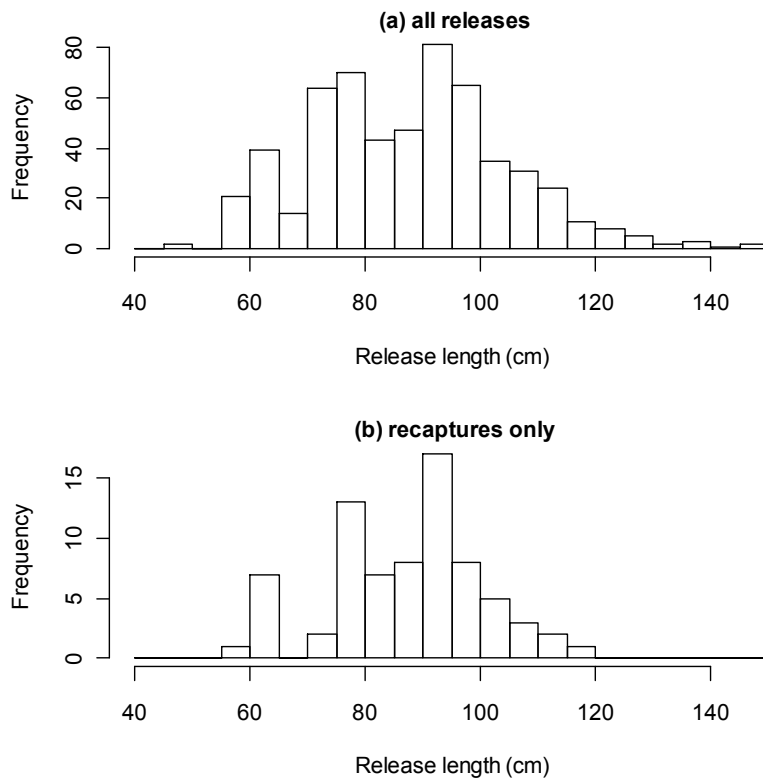 (a) all releases
80
60
40
20
0
Frequency
40 60 80 100 120 140
Release length (cm)
(b) recaptures only
15
10
5
0
Frequency
40 60 80 100 120 140
Release length (cm)